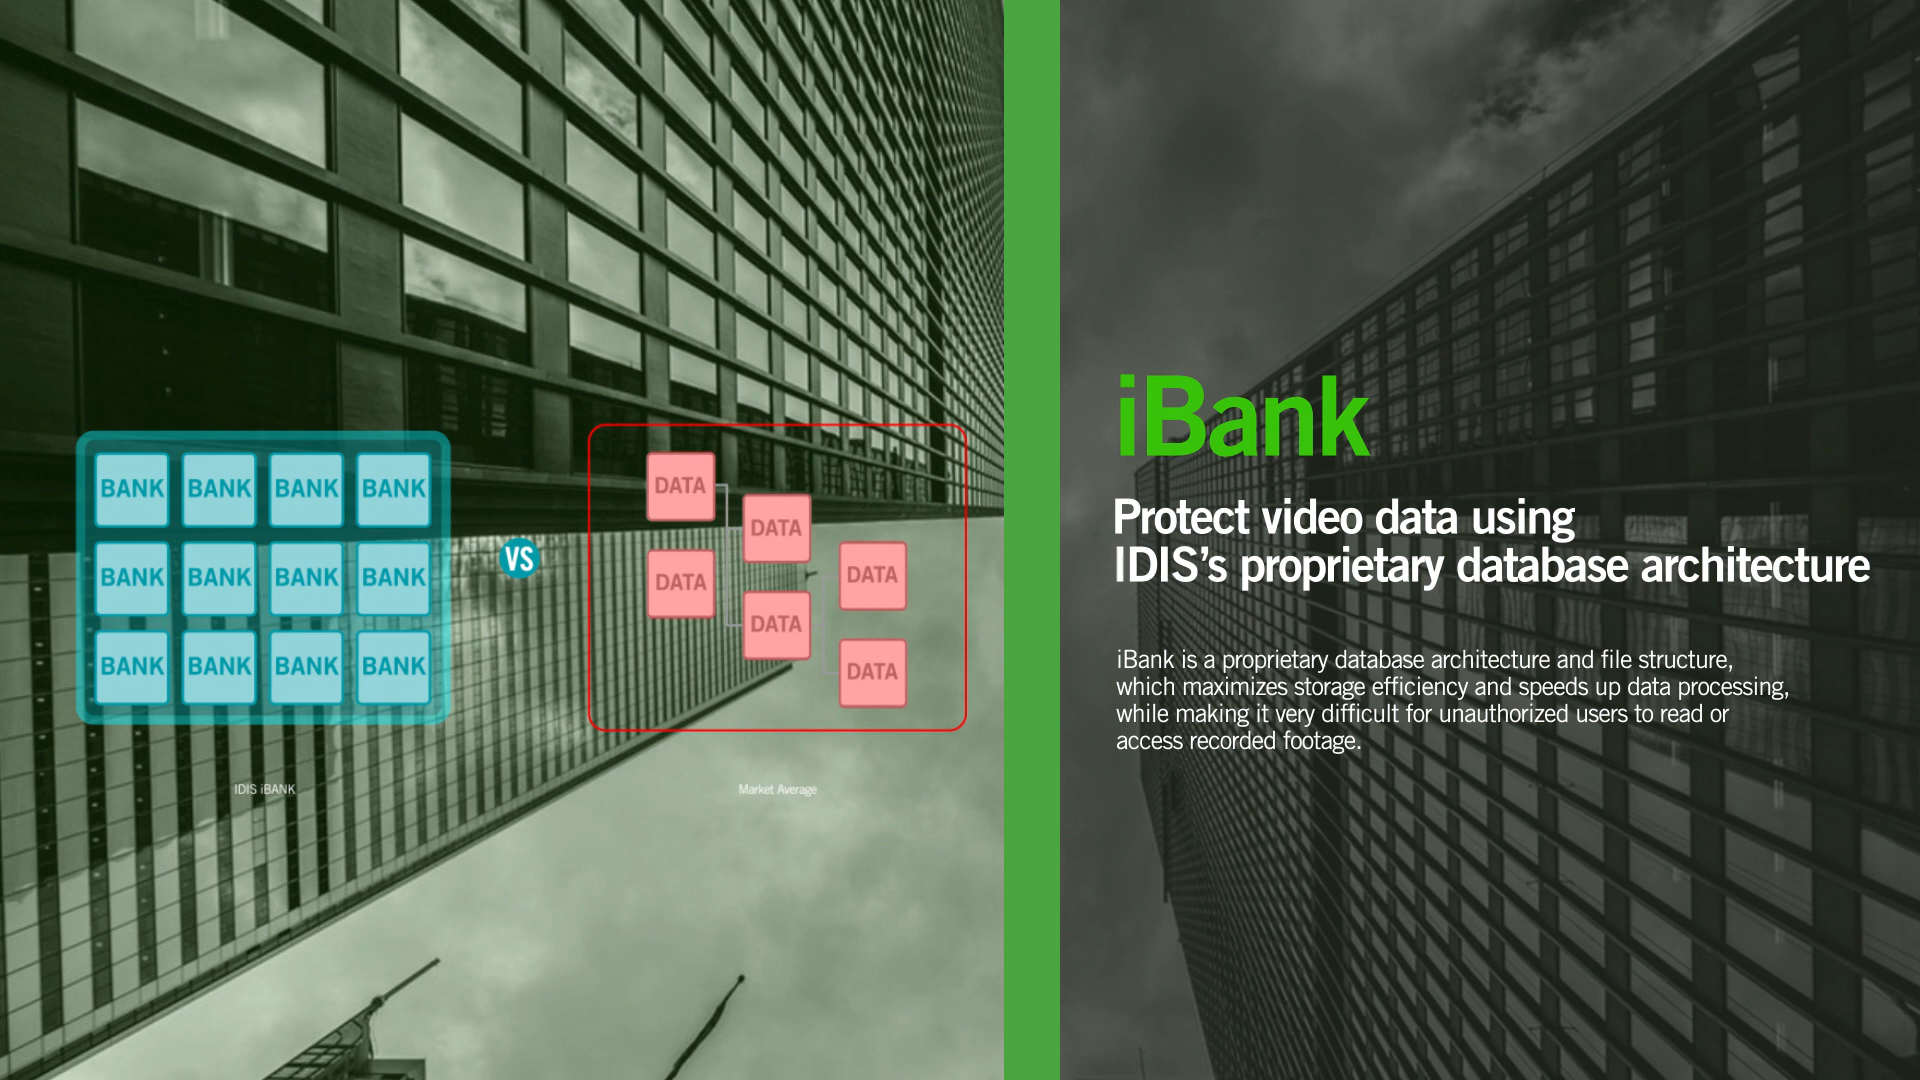 BANK BANK BANK BANK
BANK BANK BANK BANK
BANK BANK BANK BANK
IDIS iBANK
VS
DATA
DATA
DATA
DATA
DATA
DATA
Market Average
iBank
Protect video data using
IDIS’s proprietary database architecture
iBank is a proprietary database architecture and file structure,
which maximizes storage efficiency and speeds up data processing,
while making it very difficult for unauthorized users to read or
access recorded footage.